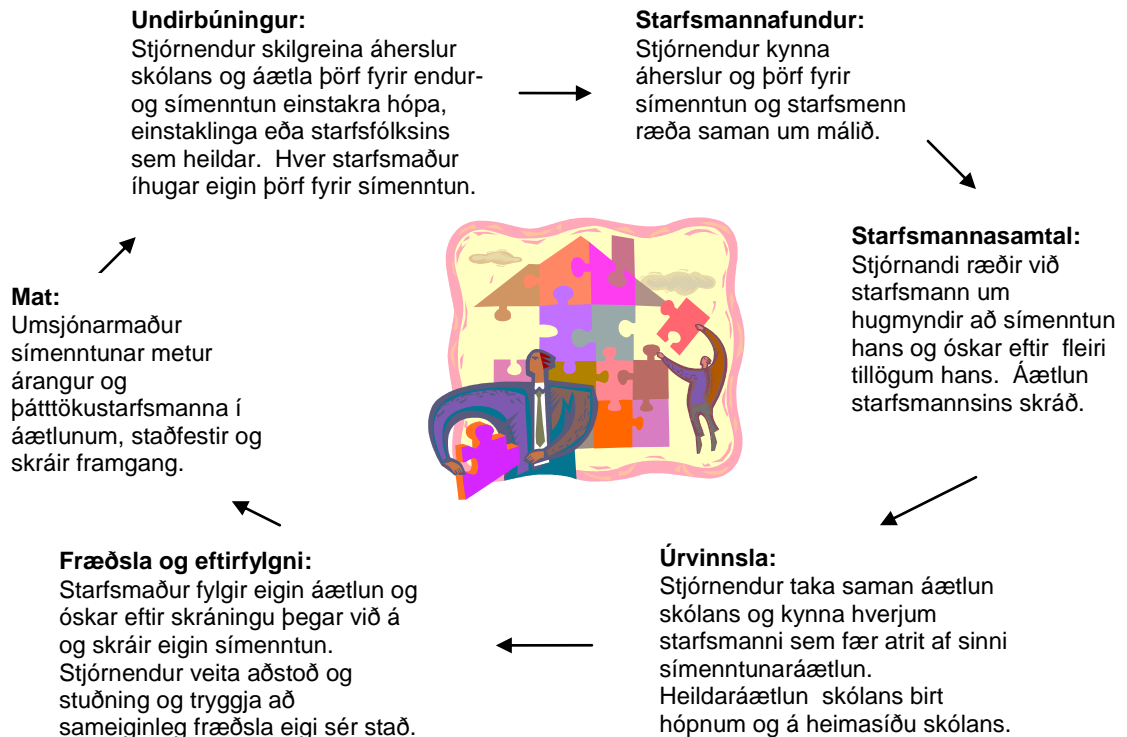 Undirbúningur:
Stjórnendur skilgreina áherslur
skólans og áætla þörf fyrir endur-
og símenntun einstakra hópa,
einstaklinga eða starfsfólksins
sem heildar.  Hver starfsmaður
íhugar eigin þörf fyrir símenntun.
Starfsmannafundur:
Stjórnendur kynna
áherslur og þörf fyrir
símenntun og starfsmenn
ræða saman um málið.
Starfsmannasamtal:
Stjórnandi ræðir við
starfsmann um
hugmyndir að símenntun
hans og óskar eftir  fleiri
tillögum hans.  Áætlun
starfsmannsins skráð.
Úrvinnsla:
Stjórnendur taka saman áætlun
skólans og kynna hverjum
starfsmanni sem fær atrit af sinni
símenntunaráætlun.
Heildaráætlun  skólans birt
hópnum og á heimasíðu skólans.
Fræðsla og eftirfylgni:
Starfsmaður fylgir eigin áætlun og
óskar eftir skráningu þegar við á
og skráir eigin símenntun.
Stjórnendur veita aðstoð og
stuðning og tryggja að
sameiginleg fræðsla eigi sér stað.
Mat:
Umsjónarmaður
símenntunar metur
árangur og
þátttökustarfsmanna í
áætlunum, staðfestir og
skráir framgang.